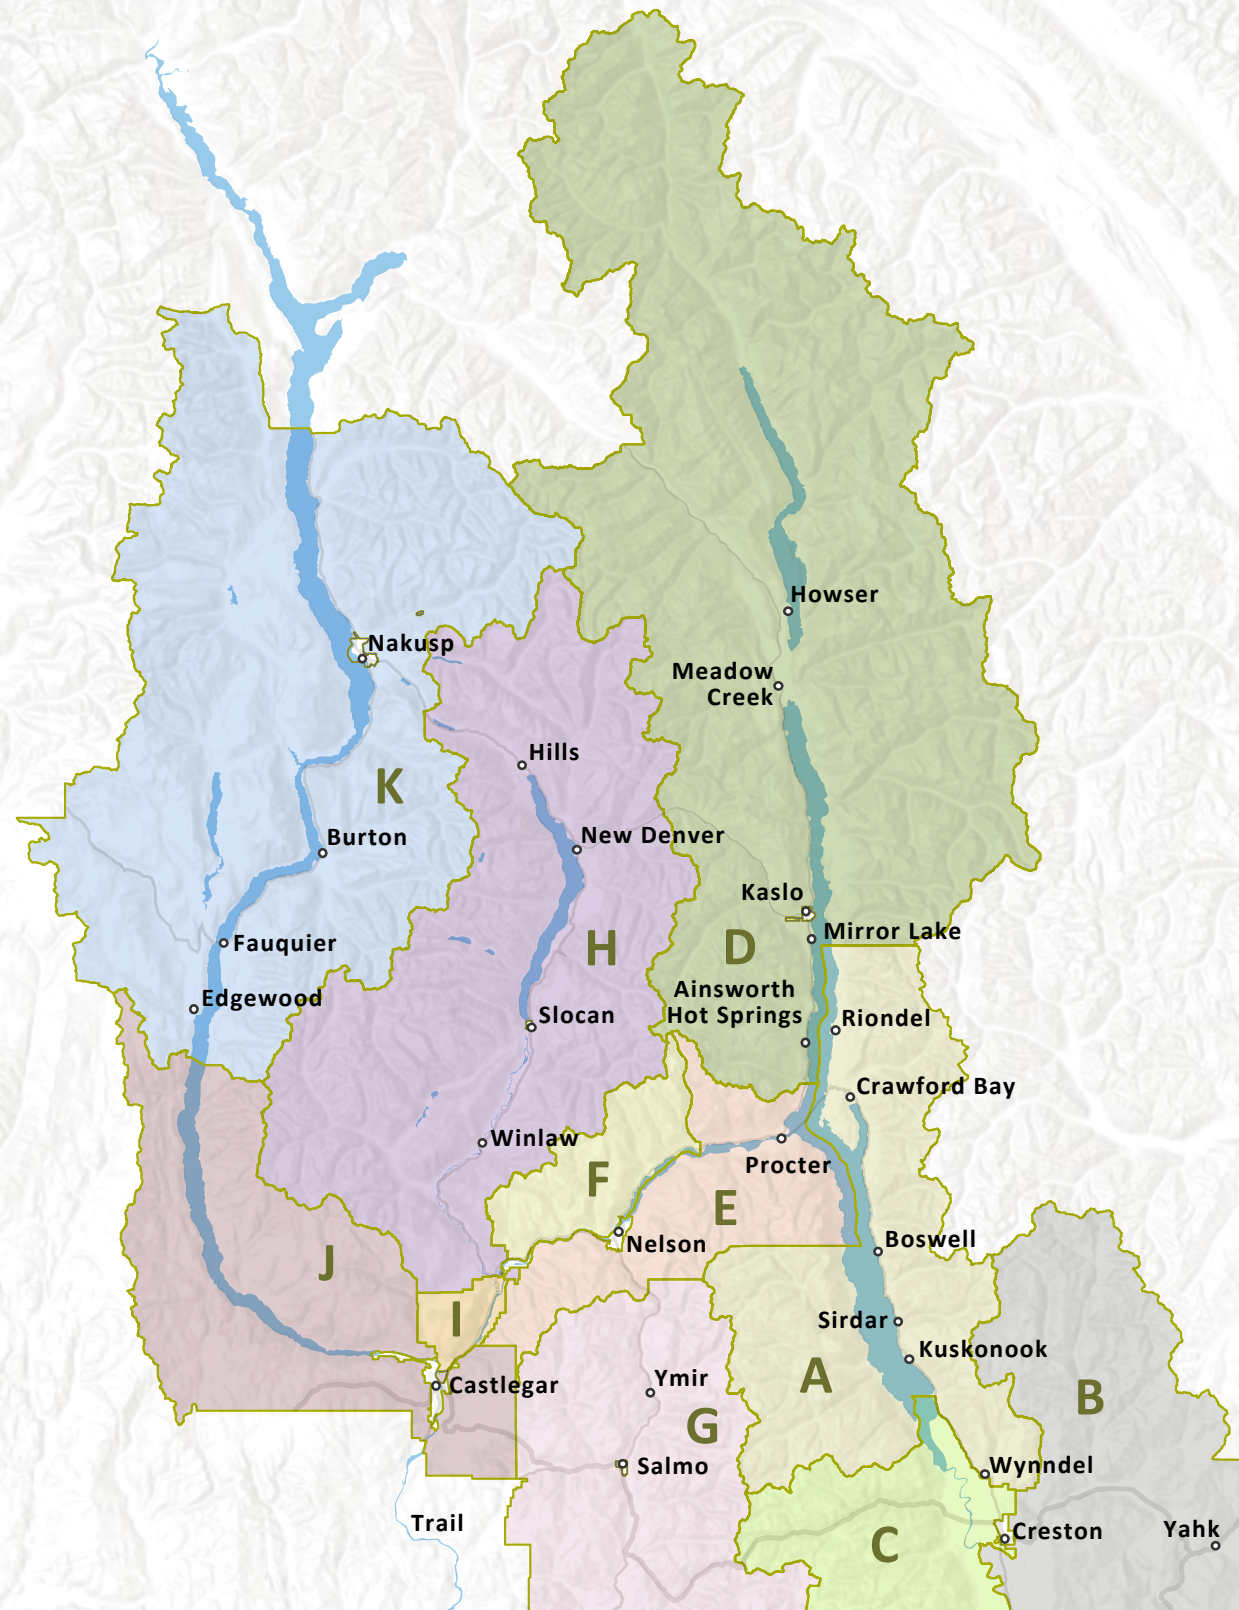 Howser
Nakusp
Meadow
Creek
Hills
K
Burton
New Denver
Kaslo
Mirror Lake
Fauquier
H
D
Edgewood
Ainsworth
Hot Springs
Slocan
Riondel
Crawford Bay
Winlaw
Procter
F
E
Nelson
Boswell
J
I
Sirdar
Kuskonook
Castlegar
Ymir
A
B
G
Salmo
Wynndel
Trail
Creston
Yahk
C